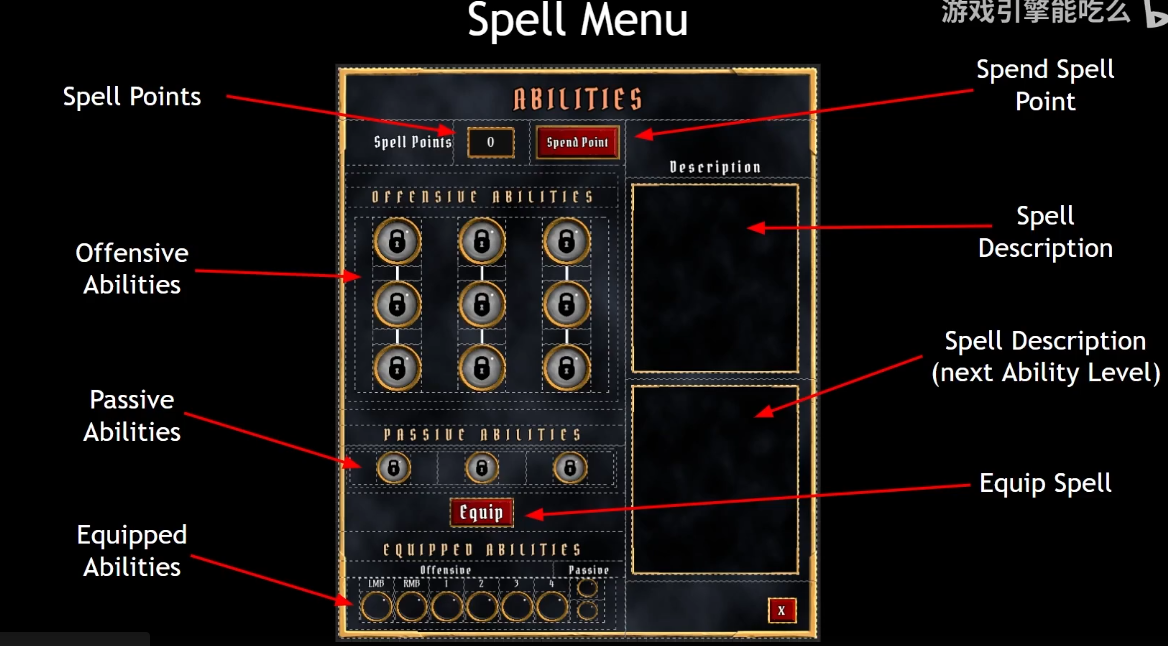 Spell Menu
游戏引擎能吃么
Spell Points
Spend Spell
Point
ABILITIES
Spell Points
0
Spend Point
Description
OFFENSIVE ABILITIES
Offensive
Abilities
Spell
Description
Spell Description
(next Ability Level)
Passive
Abilities
PASSIVE ABILITIES
Equip Spell
Equip
Equipped
Abilities
EQUIPPED ABILITIES
Offensive
Passive
LMB RMB 1 2 3 4
X